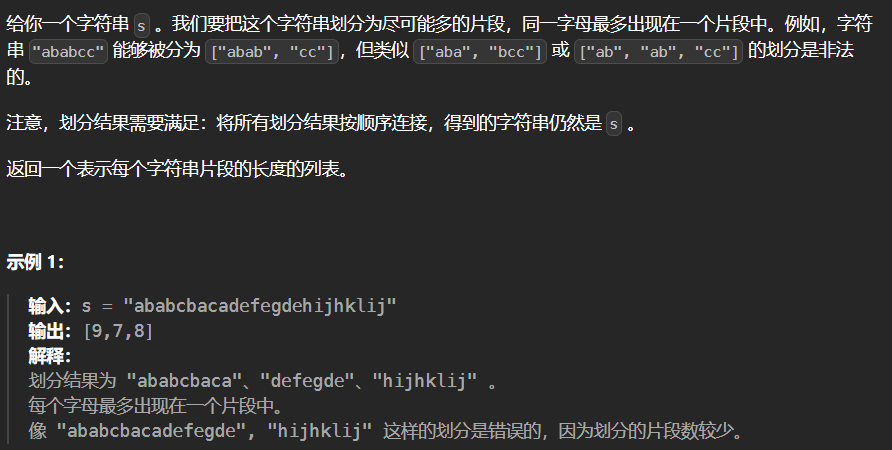 给你一个字符串 s 。我们要把这个字符串划分为尽可能多的片段，同一字母最多出现在一个片段中。例如，字符
串 "ababcc" 能够被分为 ["abab", "cc"]，但类似 ["aba", "bcc"] 或 ["ab", "ab", "cc"] 的划分是非法
的。
注意，划分结果需要满足：将所有划分结果按顺序连接，得到的字符串仍然是 s 。
返回一个表示每个字符串片段的长度的列表。
示例 1：
输入：s = "ababcbacadefegdehijhklij"
输出：[9,7,8]
解释：
划分结果为 "ababcbaca"、"defegde"、"hijhklij" 。
每个字母最多出现在一个片段中。
像 "ababcbacadefegde", "hijhklij" 这样的划分是错误的，因为划分的片段数较少。